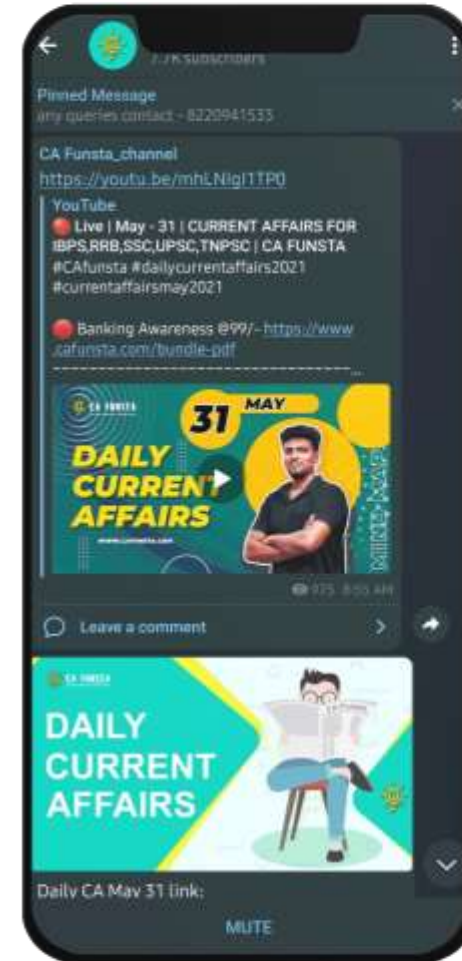 7.7K subscribers
Pinned Message
any queries contact - 8220941533
CA Funsta_channel
https://youtu.be/mhLNIgI1TP0
YouTube
🔴 Live | May - 31 | CURRENT AFFAIRS FOR
IBPS,RRB,SSC,UPSC,TNPSC | CA FUNSTA
#CAfunsta #dailycurrentaffairs2021
#currentaffairsmay2021
🔴 Banking Awareness @99/- https://www
.cafunsta.com/bundle-pdf
------------------------------------------...
CA FUNSTA
31 MAY
DAILY
CURRENT
AFFAIRS
MIND-MAP
975 8:55 AM
Leave a comment
CA FUNSTA
DAILY
CURRENT
AFFAIRS
Daily CA May 31 link:
MUTE